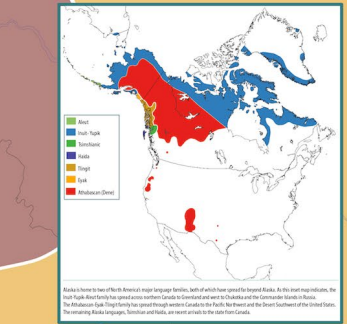 Aleut
Inuit- Yupik
Tsimshianic
Haida
Tlingit
Eyak
Athabascan (Dene)
Alaska is home to two of North America's major language families, both of which have spread far beyond Alaska. As this inset map indicates, the
Inuit-Yupik-Aleut family has spread across northern Canada to Greenland and went to Chukotka and the Commander Islands in Russia.
The Athabascan-Eyak-Tlingit family has spread through western Canada to the Pacific Northwest and the Desert Southwest of the United States.
The remaining Alaska languages, Tsimshian and Haida, are recent arrivals to the state from Canada.